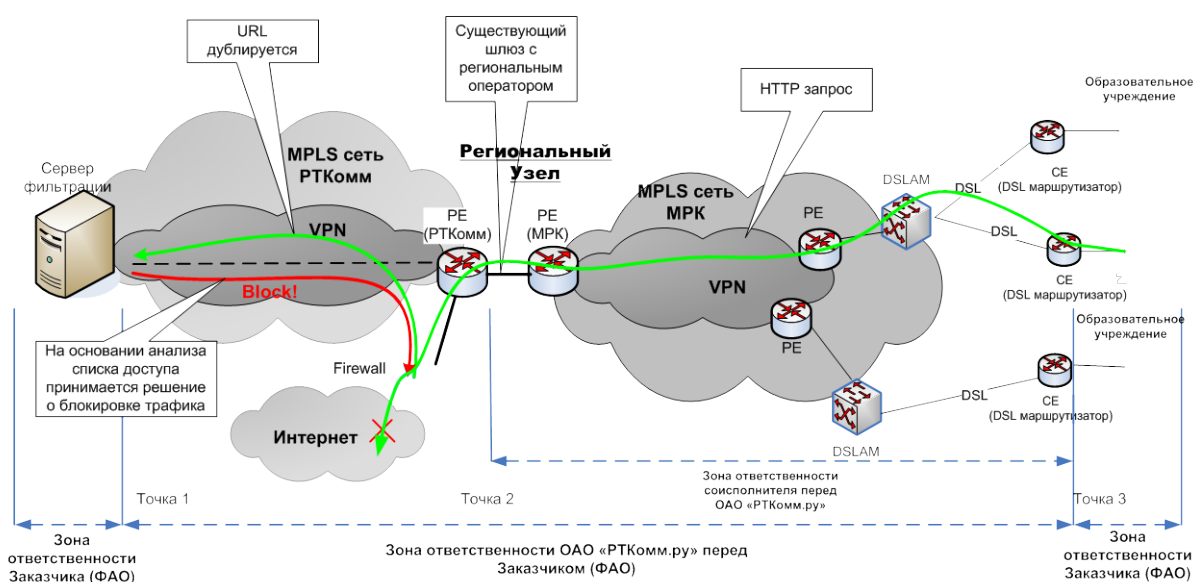 URL
дублируется
Существующий
шлюз с
региональным
оператором
HTTP запрос
Образовательное
учреждение
MPLS сеть
РТКомм
Региональный
Узел
Сервер
фильтрации
MPLS сеть
МРК
DSLAM
DSL
CE
(DSL маршрутизатор)
VPN
PE
(РТКомм)
PE
(МРК)
PE
DSL
Block!
VPN
CE
(DSL маршрутизатор)
Образовательное
учреждение
На основании анализа
списка доступа
принимается решение
о блокировке трафика
Firewall
PE
DSL
CE
(DSL маршрутизатор)
Интернет
DSLAM
Зона ответственности
соисполнителя перед
ОАО «РТКомм.ру»
Точка 1
Точка 2
Точка 3
Зона
ответственности
Заказчика (ФАО)
Зона ответственности ОАО «РТКомм.ру» перед
Заказчиком (ФАО)
Зона
ответственности
Заказчика (ФАО)